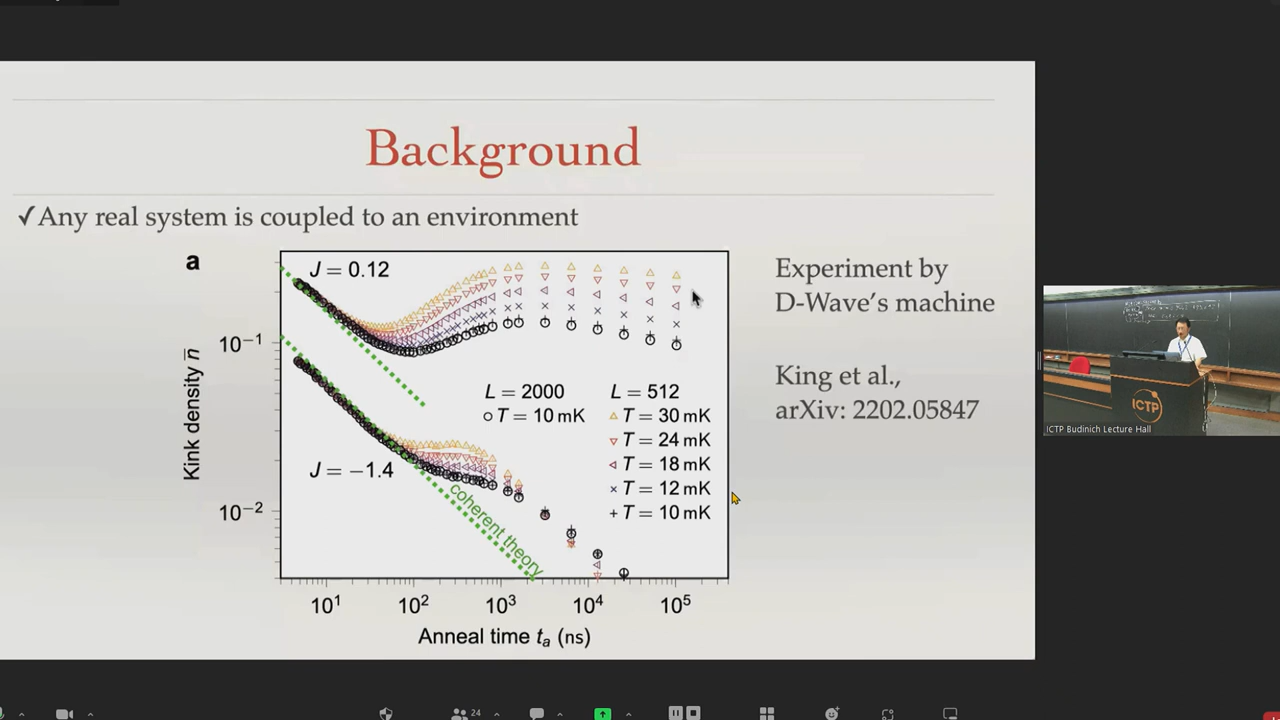 Background
✓Any real system is coupled to an environment
a
J = 0.12
J = −1.4
L = 2000
T = 10 mK
L = 512
T = 30 mK
T = 24 mK
T = 18 mK
T = 12 mK
T = 10 mK
coherent theory
Kink density n̅
10⁻¹
10⁻²
10¹ 10² 10³ 10⁴ 10⁵
Anneal time tₐ (ns)
Experiment by
D-Wave's machine
King et al.,
arXiv: 2202.05847
ICTP
ICTP Budinich Lecture Hall
24